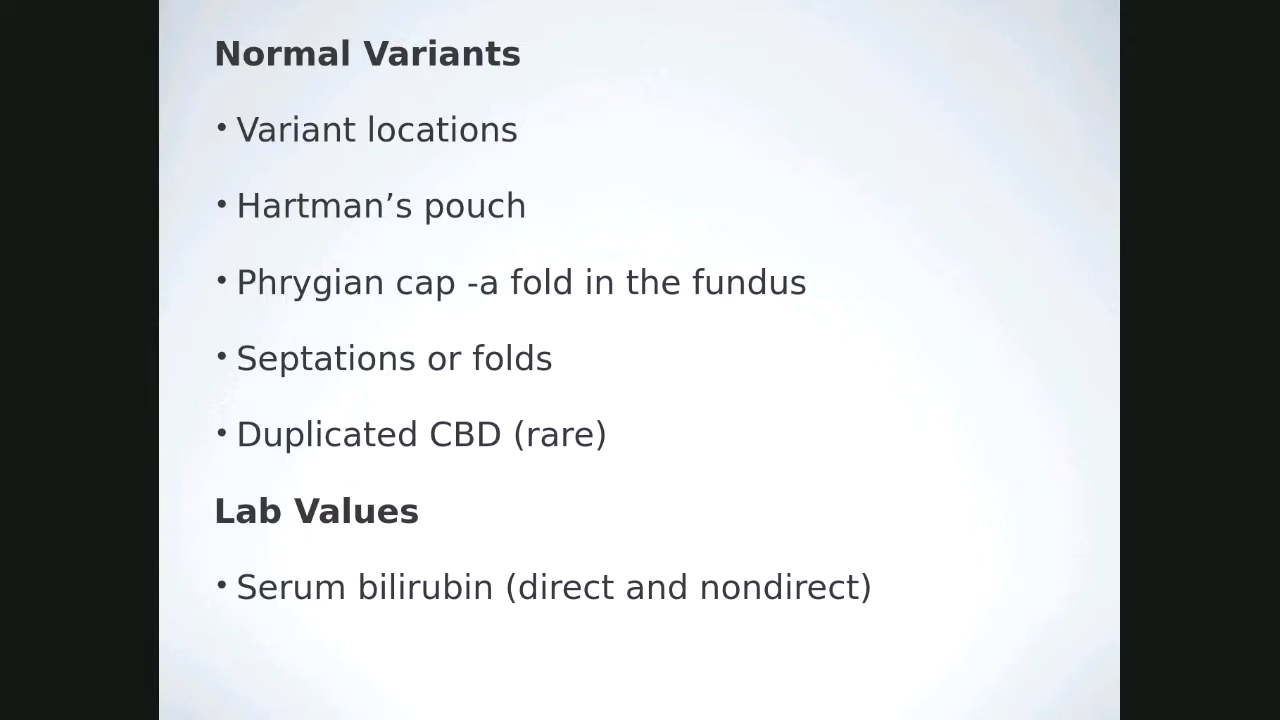 Normal Variants
• Variant locations
• Hartman’s pouch
• Phrygian cap -a fold in the fundus
• Septations or folds
• Duplicated CBD (rare)
Lab Values
• Serum bilirubin (direct and nondirect)